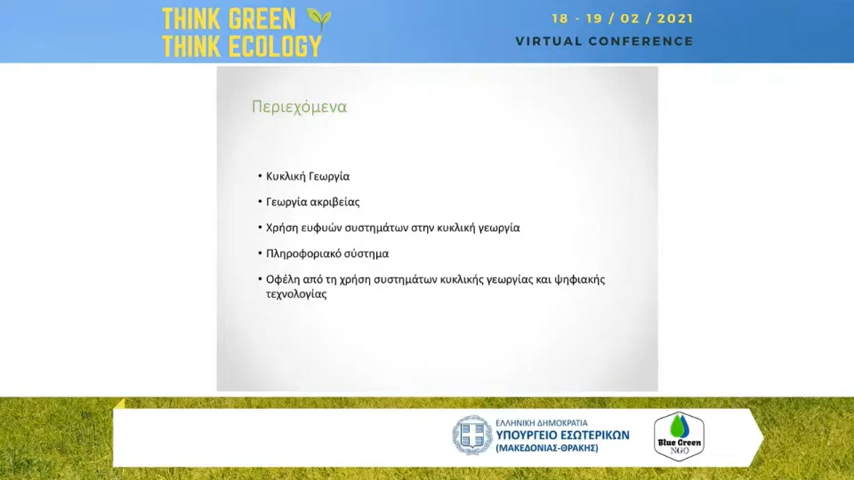 THINK GREEN
THINK ECOLOGY
18 - 19 / 02 / 2021
VIRTUAL CONFERENCE
Περιεχόμενα
• Κυκλική Γεωργία
• Γεωργία ακριβείας
• Χρήση ευφυών συστημάτων στην κυκλική γεωργία
• Πληροφοριακό σύστημα
• Οφέλη από τη χρήση συστημάτων κυκλικής γεωργίας και ψηφιακής
τεχνολογίας
ΕΛΛΗΝΙΚΗ ΔΗΜΟΚΡΑΤΙΑ
ΥΠΟΥΡΓΕΙΟ ΕΣΩΤΕΡΙΚΩΝ
(ΜΑΚΕΔΟΝΙΑΣ-ΘΡΑΚΗΣ)
Blue Green
NGO